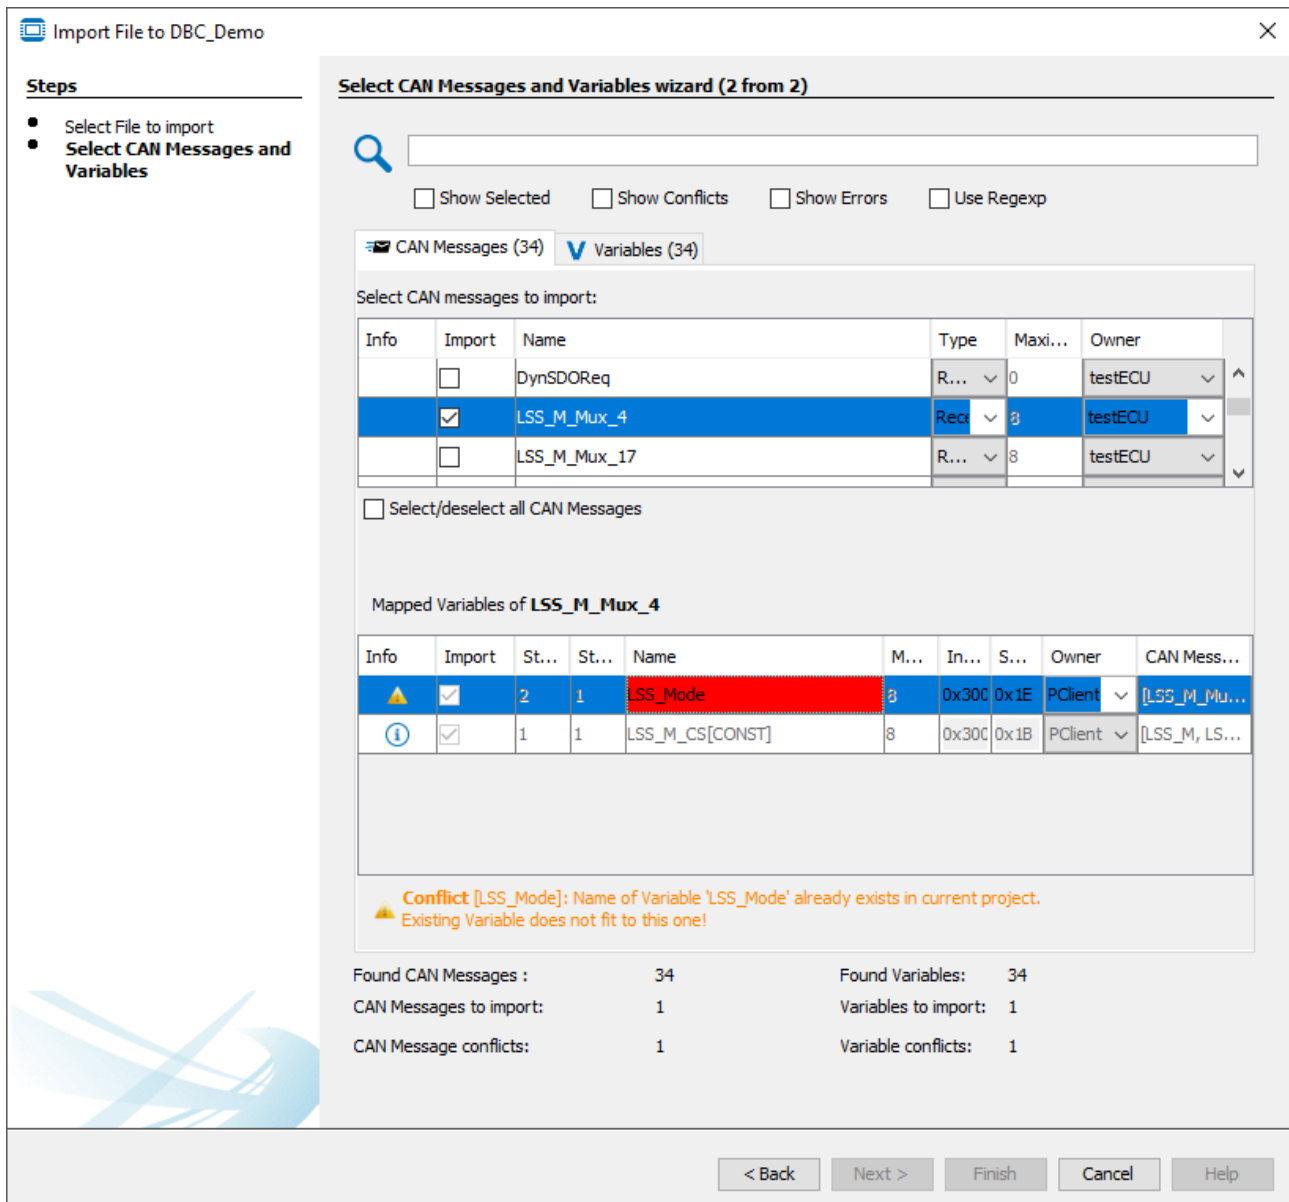 Import File to DBC_Demo
Steps
Select File to import
Select CAN Messages and
Variables
Select CAN Messages and Variables wizard (2 from 2)
Show Selected Show Conflicts Show Errors Use Regexp
CAN Messages (34) Variables (34)
Select CAN messages to import:
Info Import Name Type Maxi... Owner
DynSDOReq R... 0 testECU
LSS_M_Mux_4 Rece 8 testECU
LSS_M_Mux_17 R... 8 testECU
Select/deselect all CAN Messages
Mapped Variables of LSS_M_Mux_4
Info Import St... St... Name M... In... S... Owner CAN Mess...
2 1 LSS_Mode 8 0x300 0x1E PClient [LSS_M_Mu...
1 1 LSS_M_CS[CONST] 8 0x300 0x1B PClient [LSS_M, LS...
Conflict [LSS_Mode]: Name of Variable 'LSS_Mode' already exists in current project.
Existing Variable does not fit to this one!
Found CAN Messages : 34 Found Variables: 34
CAN Messages to import: 1 Variables to import: 1
CAN Message conflicts: 1 Variable conflicts: 1
< Back Next > Finish Cancel Help